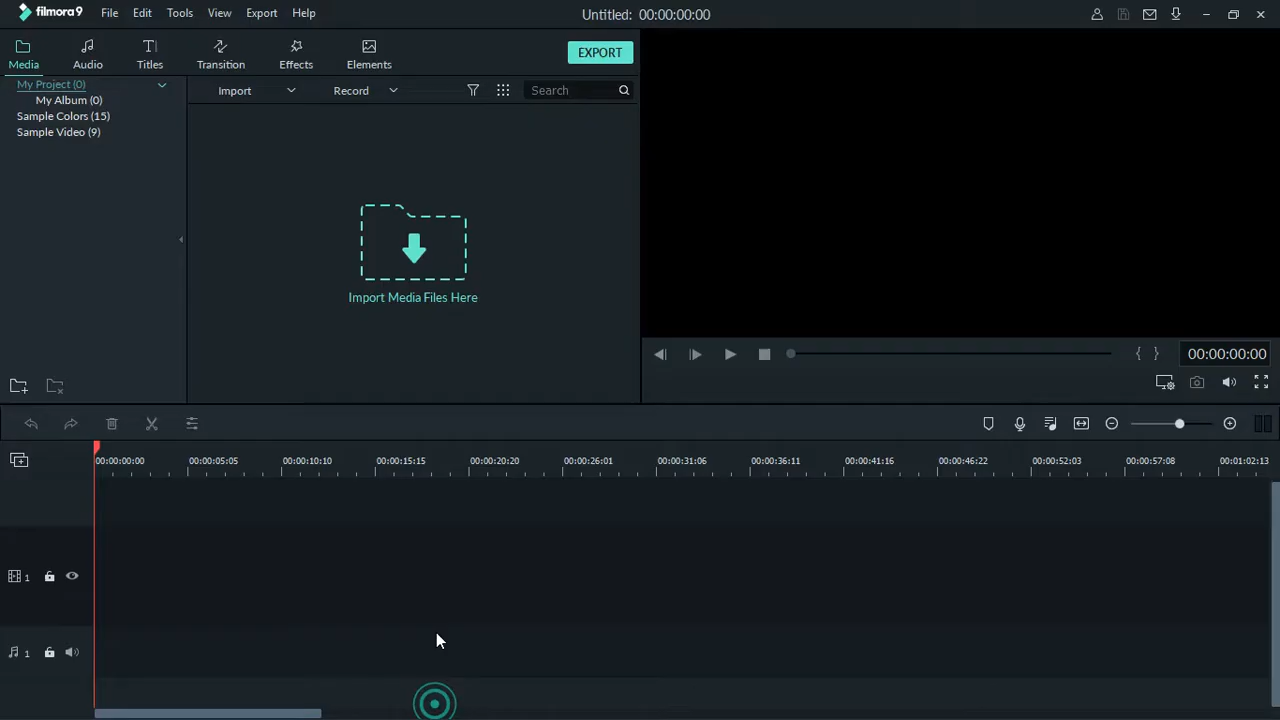 filmora9 File Edit Tools View Export Help Untitled: 00:00:00:00
Media Audio Titles Transition Effects Elements EXPORT
My Project (0) Import Record Search
My Album (0)
Sample Colors (15)
Sample Video (9)
Import Media Files Here
{ } 00:00:00:00
00:00:00:00 00:00:05:05 00:00:10:10 00:00:15:15 00:00:20:20 00:00:26:01 00:00:31:06 00:00:36:11 00:00:41:16 00:00:46:22 00:00:52:03 00:00:57:08 00:01:02:13
1
1